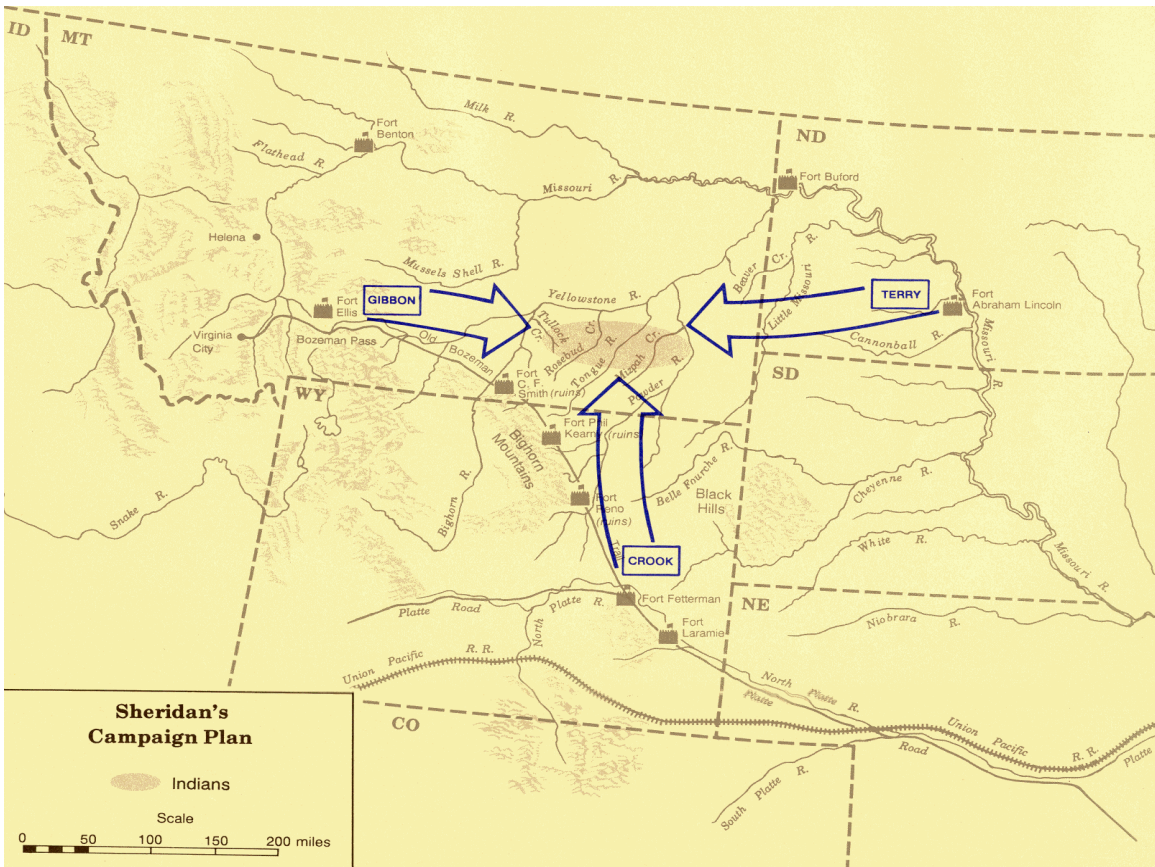 ID
MT
Fort
Benton
Milk R.
Flathead R.
Missouri R.
ND
Fort Buford
Helena
Mussels Shell R.
Beaver Cr.
Little Missouri R.
GIBBON
Fort
Ellis
Yellowstone R.
TERRY
Fort
Abraham Lincoln
Missouri R.
Virginia
City
Bozeman Pass
Old Bozeman
Tullock Cr.
Rosebud Cr.
Tongue R.
Mizpah Cr.
Powder R.
Cannonball R.
SD
WY
Fort
C. F.
Smith (ruins)
Fort Phil
Kearny (ruins)
Bighorn
Mountains
Snake R.
Bighorn R.
Fort
Reno
(ruins)
Belle Fourche R.
Black
Hills
Cheyenne R.
White R.
Missouri R.
Trail
CROOK
Platte Road
North Platte R.
Fort Fetterman
NE
Niobrara R.
Fort
Laramie
Union Pacific R. R.
North Platte R.
Platte Road
Union Pacific R. R.
Platte
CO
South Platte R.
Sheridan's
Campaign Plan
Indians
Scale
0 50 100 150 200 miles